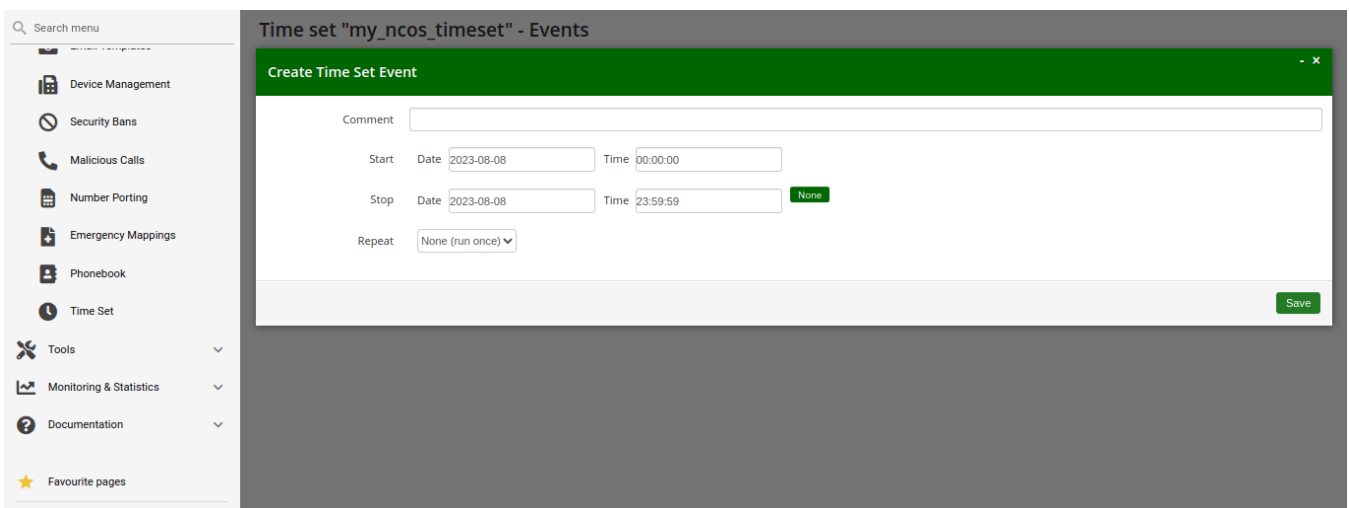 Search menu
Email Templates
Device Management
Security Bans
Malicious Calls
Number Porting
Emergency Mappings
Phonebook
Time Set
Tools
Monitoring & Statistics
Documentation
Favourite pages
Time set "my_ncos_timeset" - Events
Create Time Set Event
- ×
Comment
Start Date 2023-08-08 Time 00:00:00
Stop Date 2023-08-08 Time 23:59:59 None
Repeat None (run once)
Save